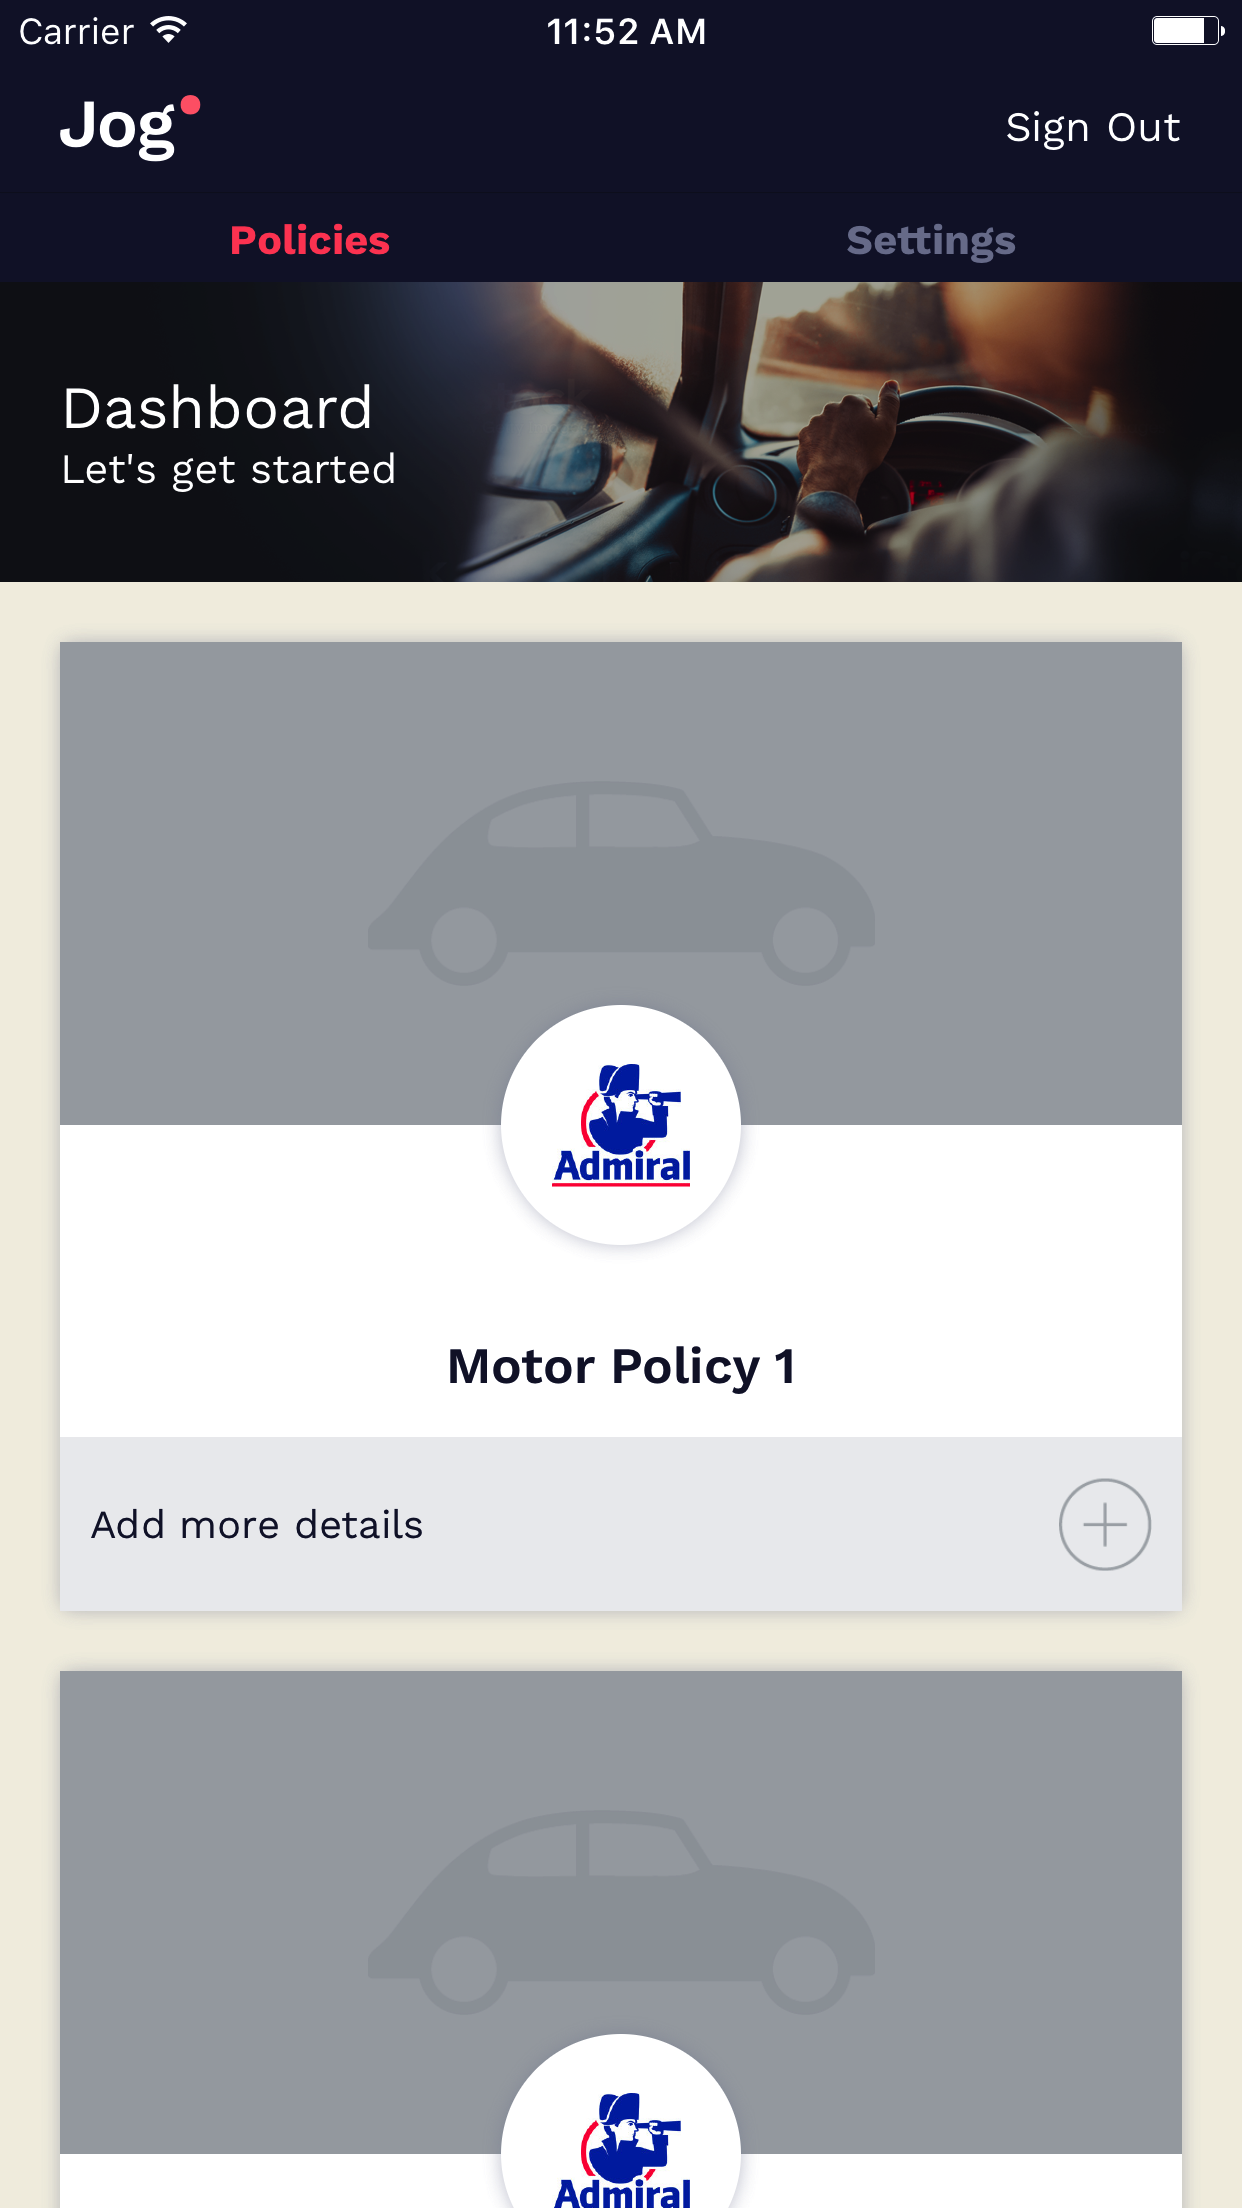 Carrier
11:52 AM
Jog
Sign Out
Policies
Settings
Dashboard
Let's get started
Admiral
Motor Policy 1
Add more details
Admiral